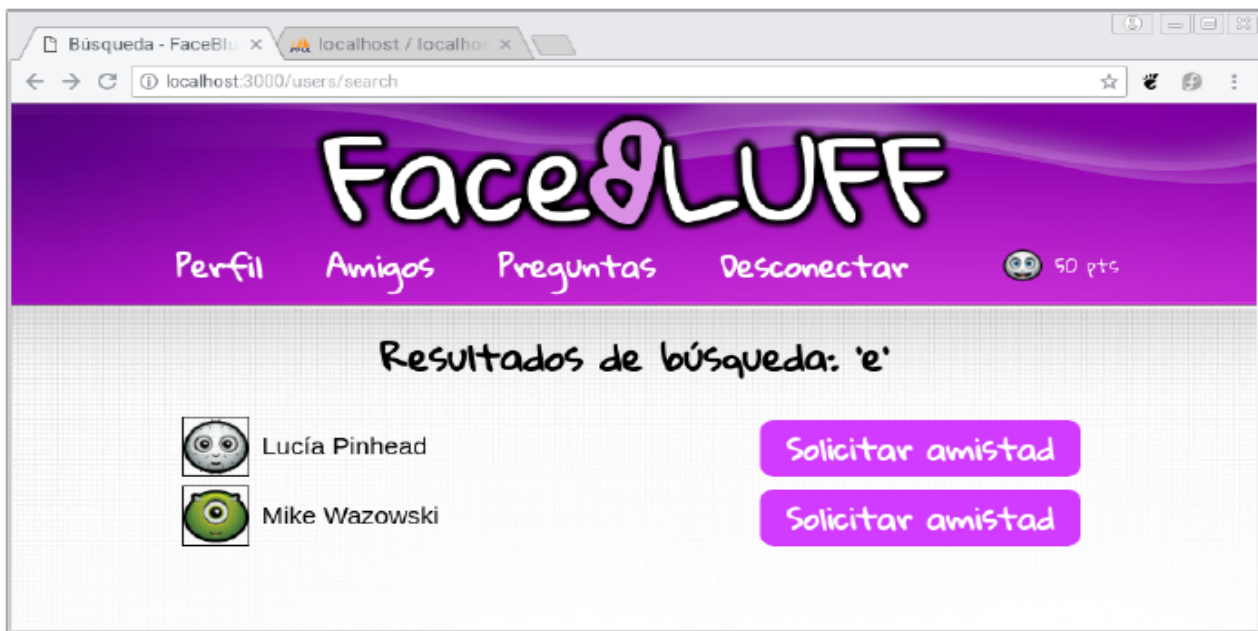 Búsqueda - FaceBlu
localhost / localhos
localhost:3000/users/search
FaceBLUFF
Perfil Amigos Preguntas Desconectar 50 pts
Resultados de búsqueda: 'e'
Lucía Pinhead Solicitar amistad
Mike Wazowski Solicitar amistad